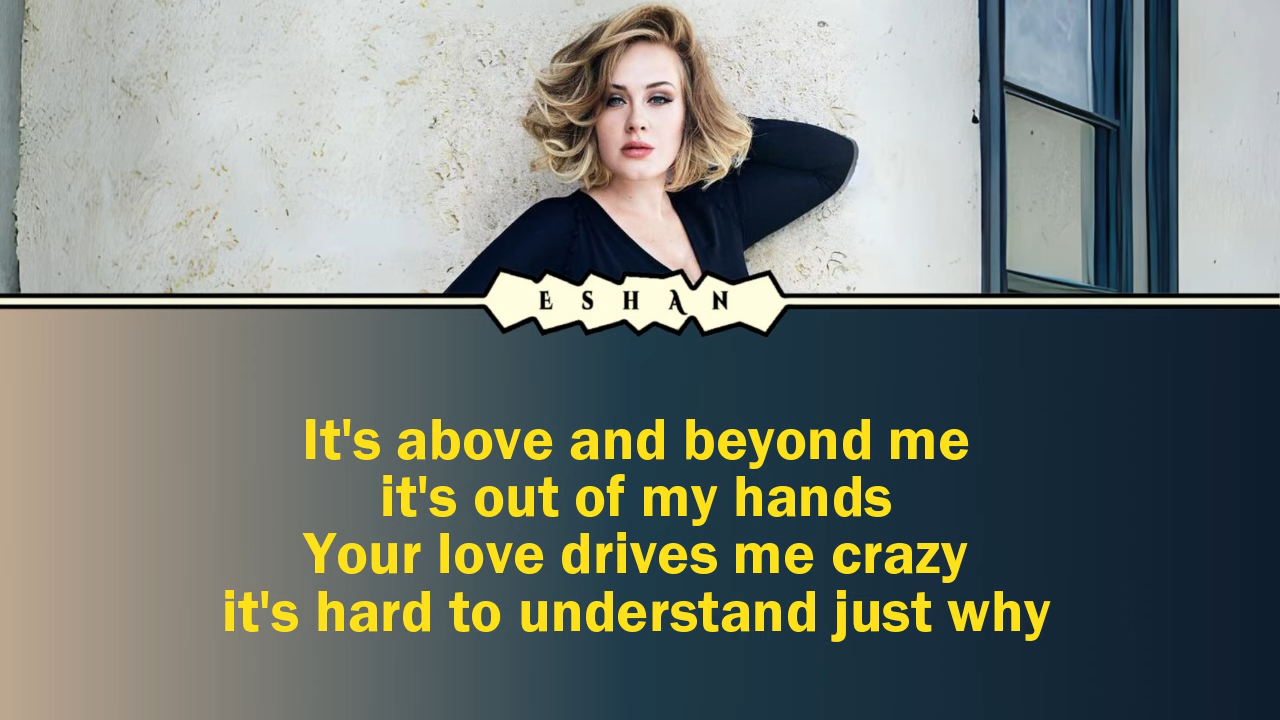 ESHAN
It's above and beyond me
it's out of my hands
Your love drives me crazy
it's hard to understand just why